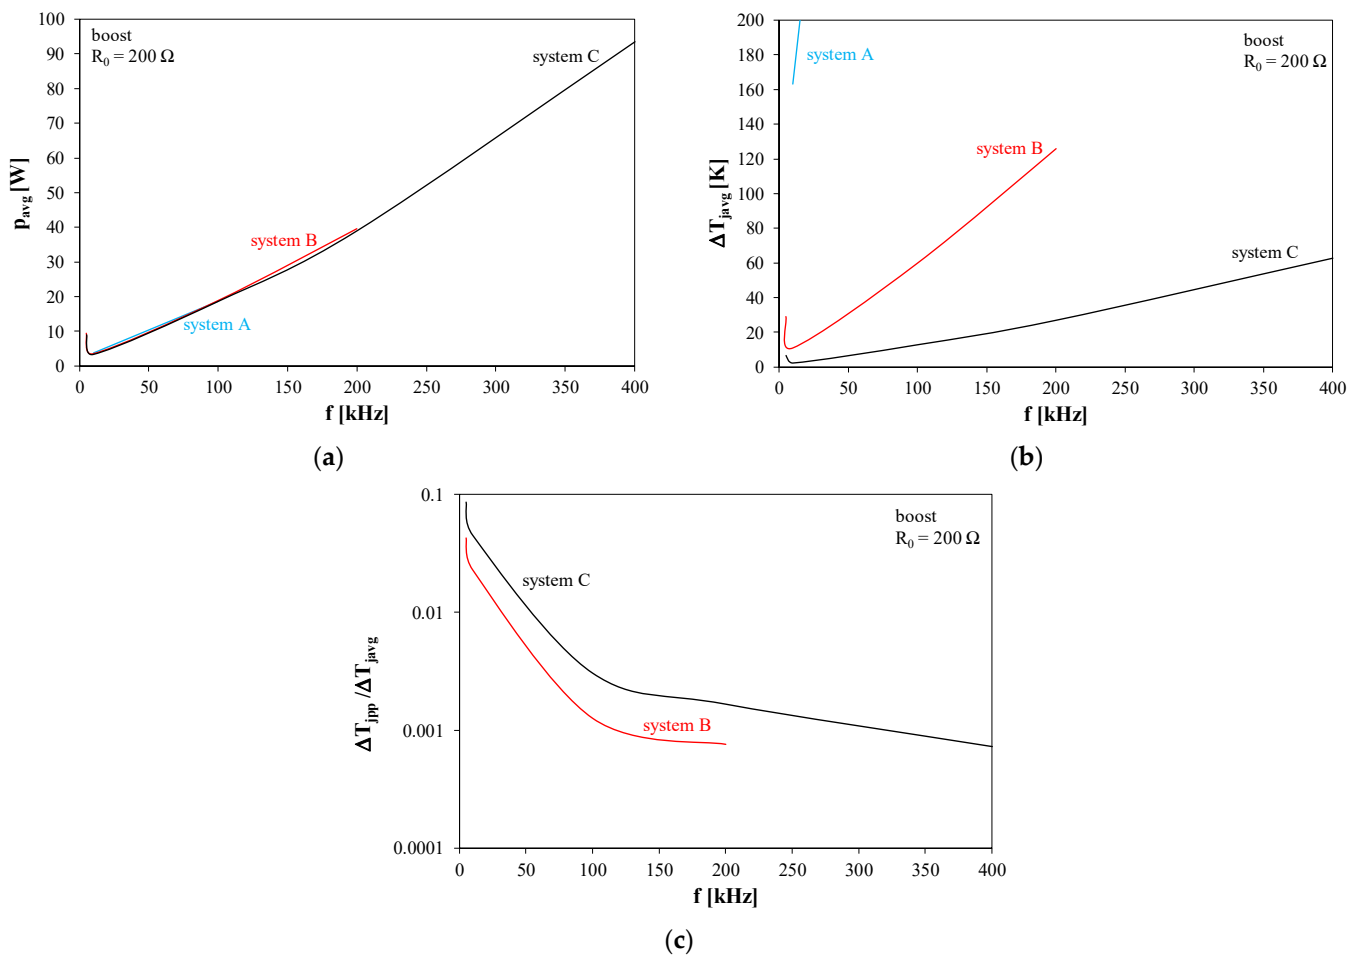 boost
R₀ = 200 Ω
system C
system B
system A
100
90
80
70
60
50
40
30
20
10
0
0 50 100 150 200 250 300 350 400
p_avg [W]
f [kHz]
(a)
boost
R₀ = 200 Ω
system A
system B
system C
200
180
160
140
120
100
80
60
40
20
0
0 50 100 150 200 250 300 350 400
ΔT_javg [K]
f [kHz]
(b)
boost
R₀ = 200 Ω
system C
system B
0.1
0.01
0.001
0.0001
0 50 100 150 200 250 300 350 400
ΔT_jpp /ΔT_javg
f [kHz]
(c)